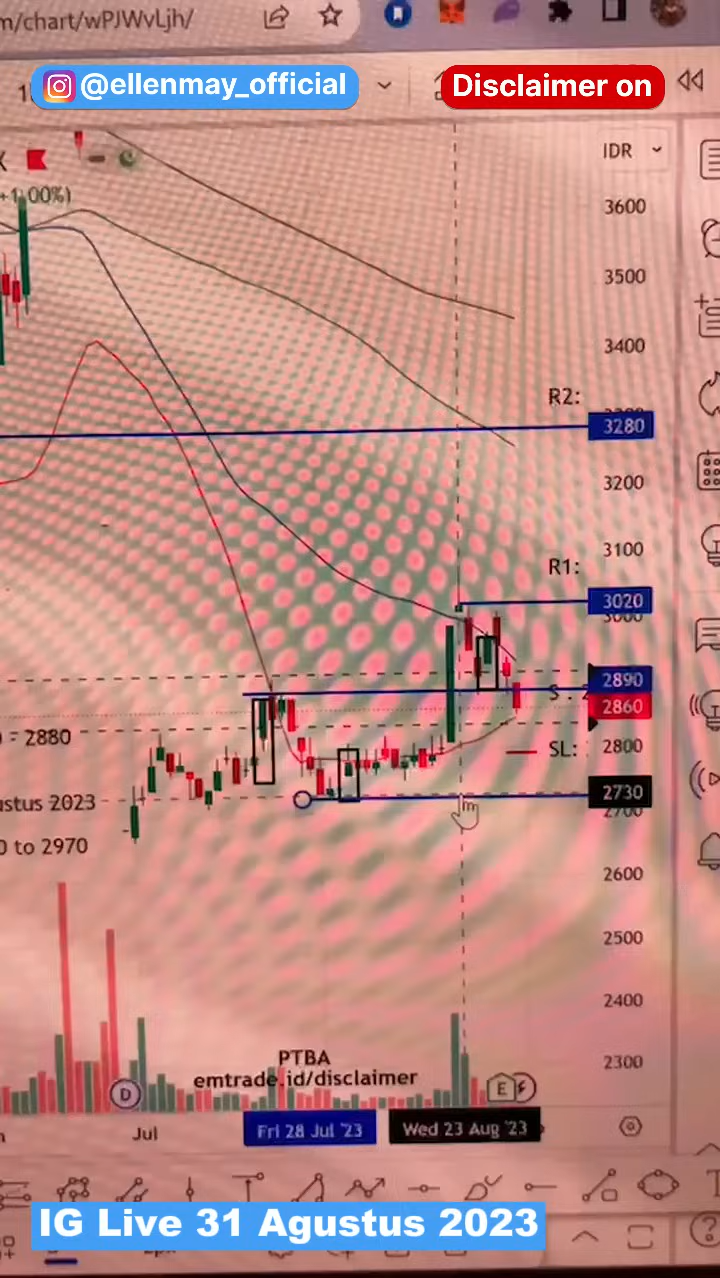 m/chart/wPJWvLjh/
@ellenmay_official
Disclaimer on
IDR
+1.00%)
3600
3500
3400
R2:
3280
3200
3100
R1:
3020
3000
2890
S :
2860
- 2880
2800
SL:
ustus 2023
2730
2700
0 to 2970
2600
2500
2400
2300
PTBA
emtrade.id/disclaimer
D
E
Jul
Fri 28 Jul '23
Wed 23 Aug '23
IG Live 31 Agustus 2023